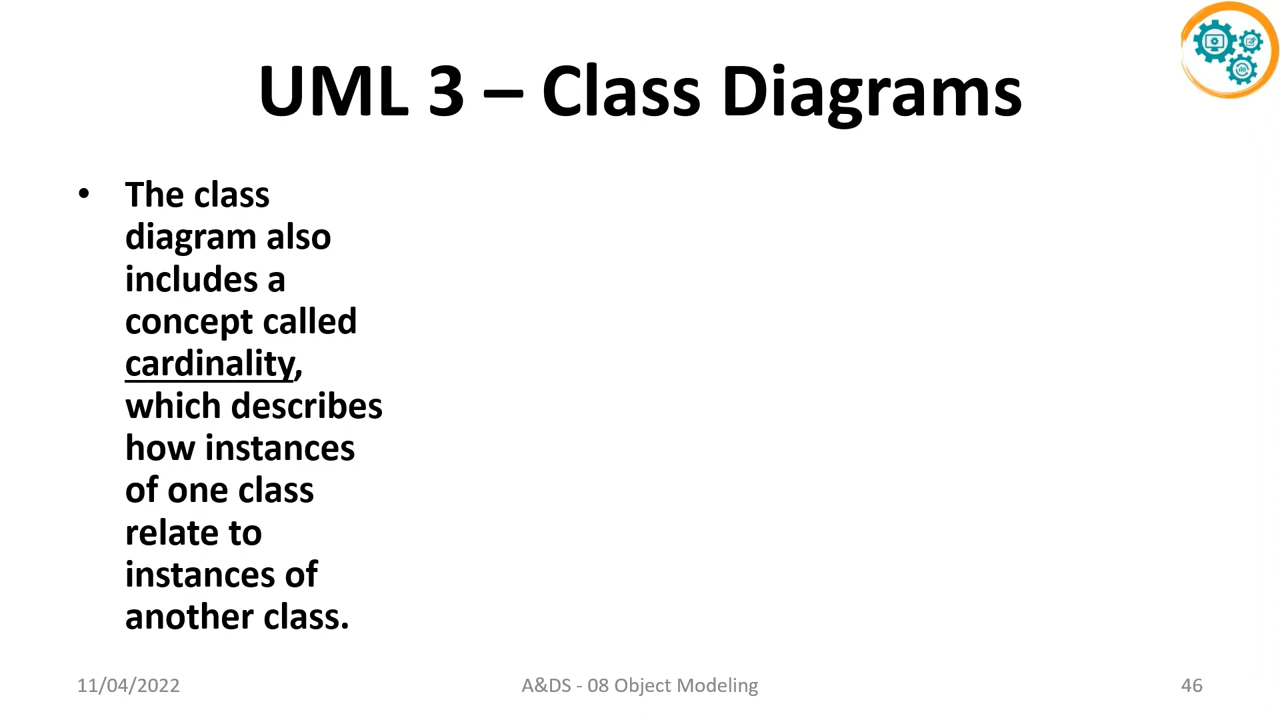 UML 3 – Class Diagrams
• The class
diagram also
includes a
concept called
cardinality,
which describes
how instances
of one class
relate to
instances of
another class.
11/04/2022
A&DS - 08 Object Modeling
46